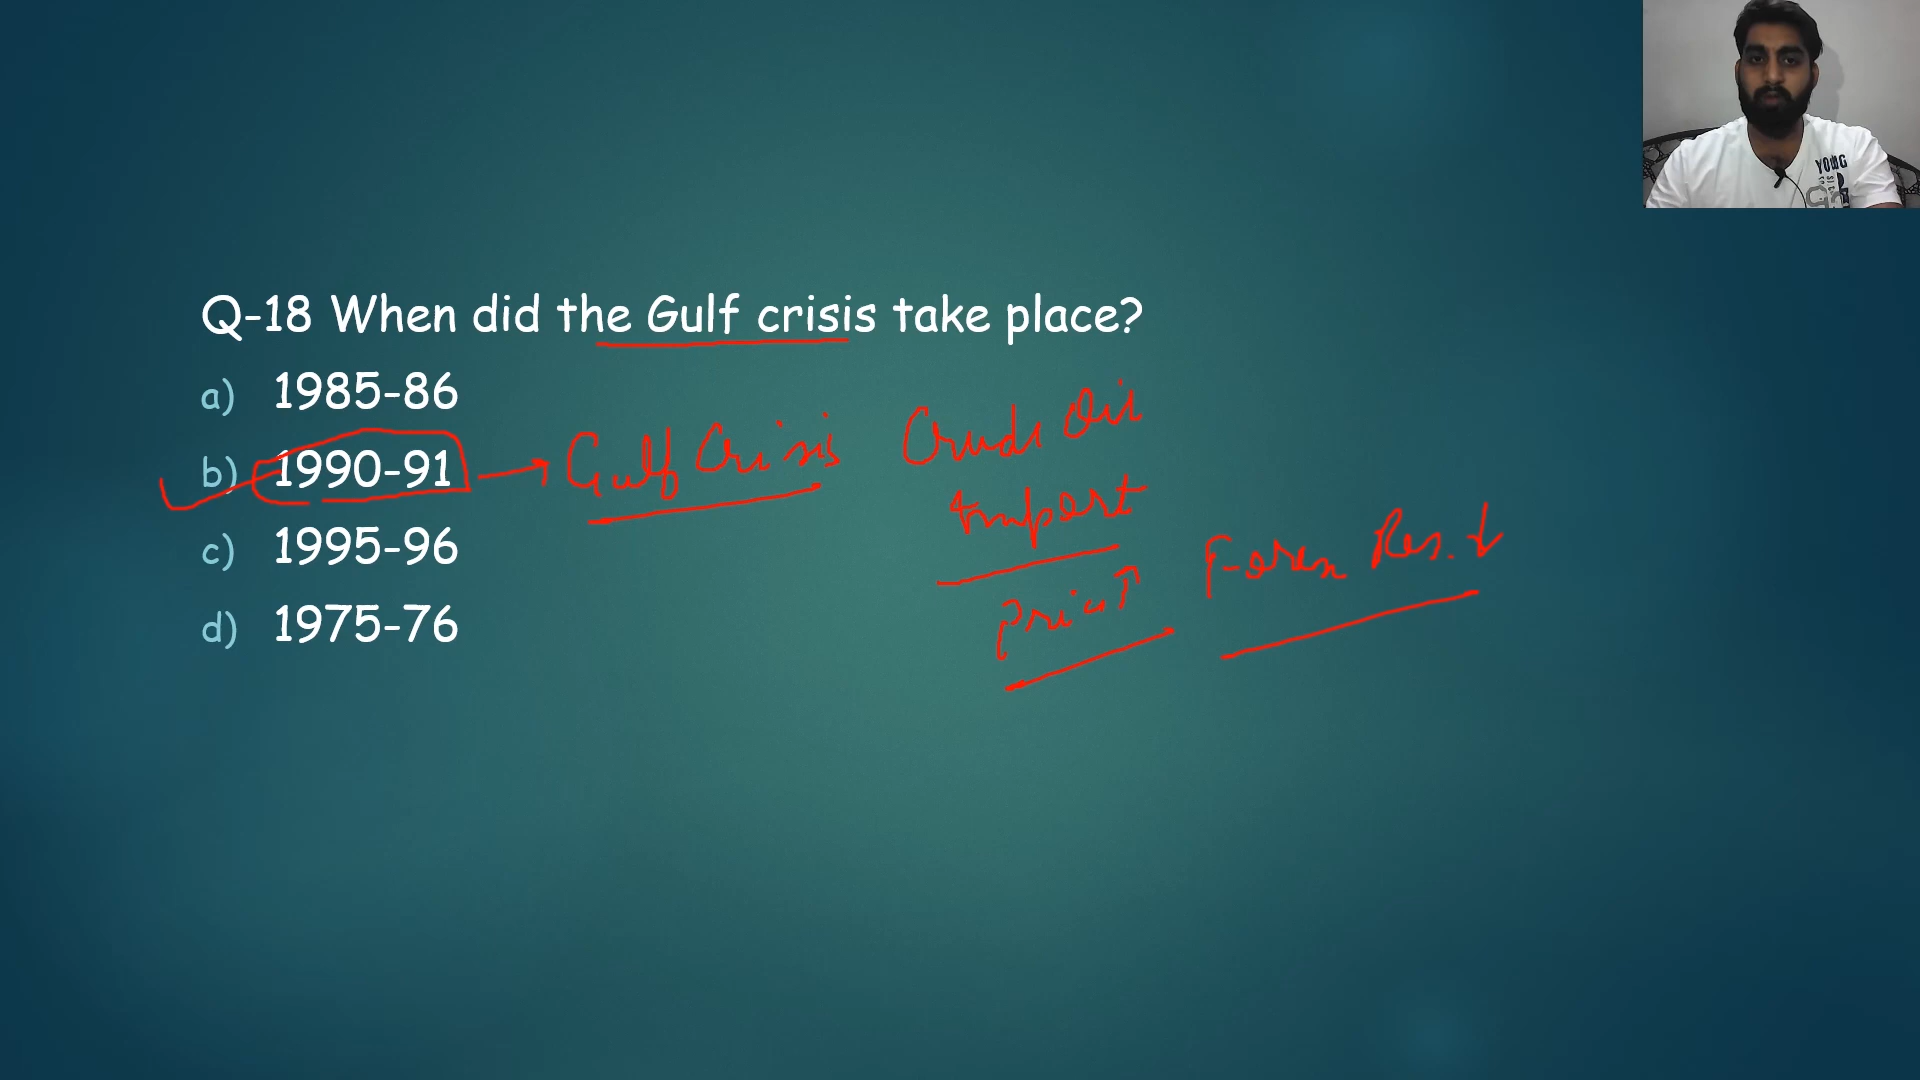 YOUNG
Q-18 When did the Gulf crisis take place?
a) 1985-86
b) 1990-91 → Gulf Crisis
Crude Oil
Import
Price↑
Forex Res. ↓
c) 1995-96
d) 1975-76